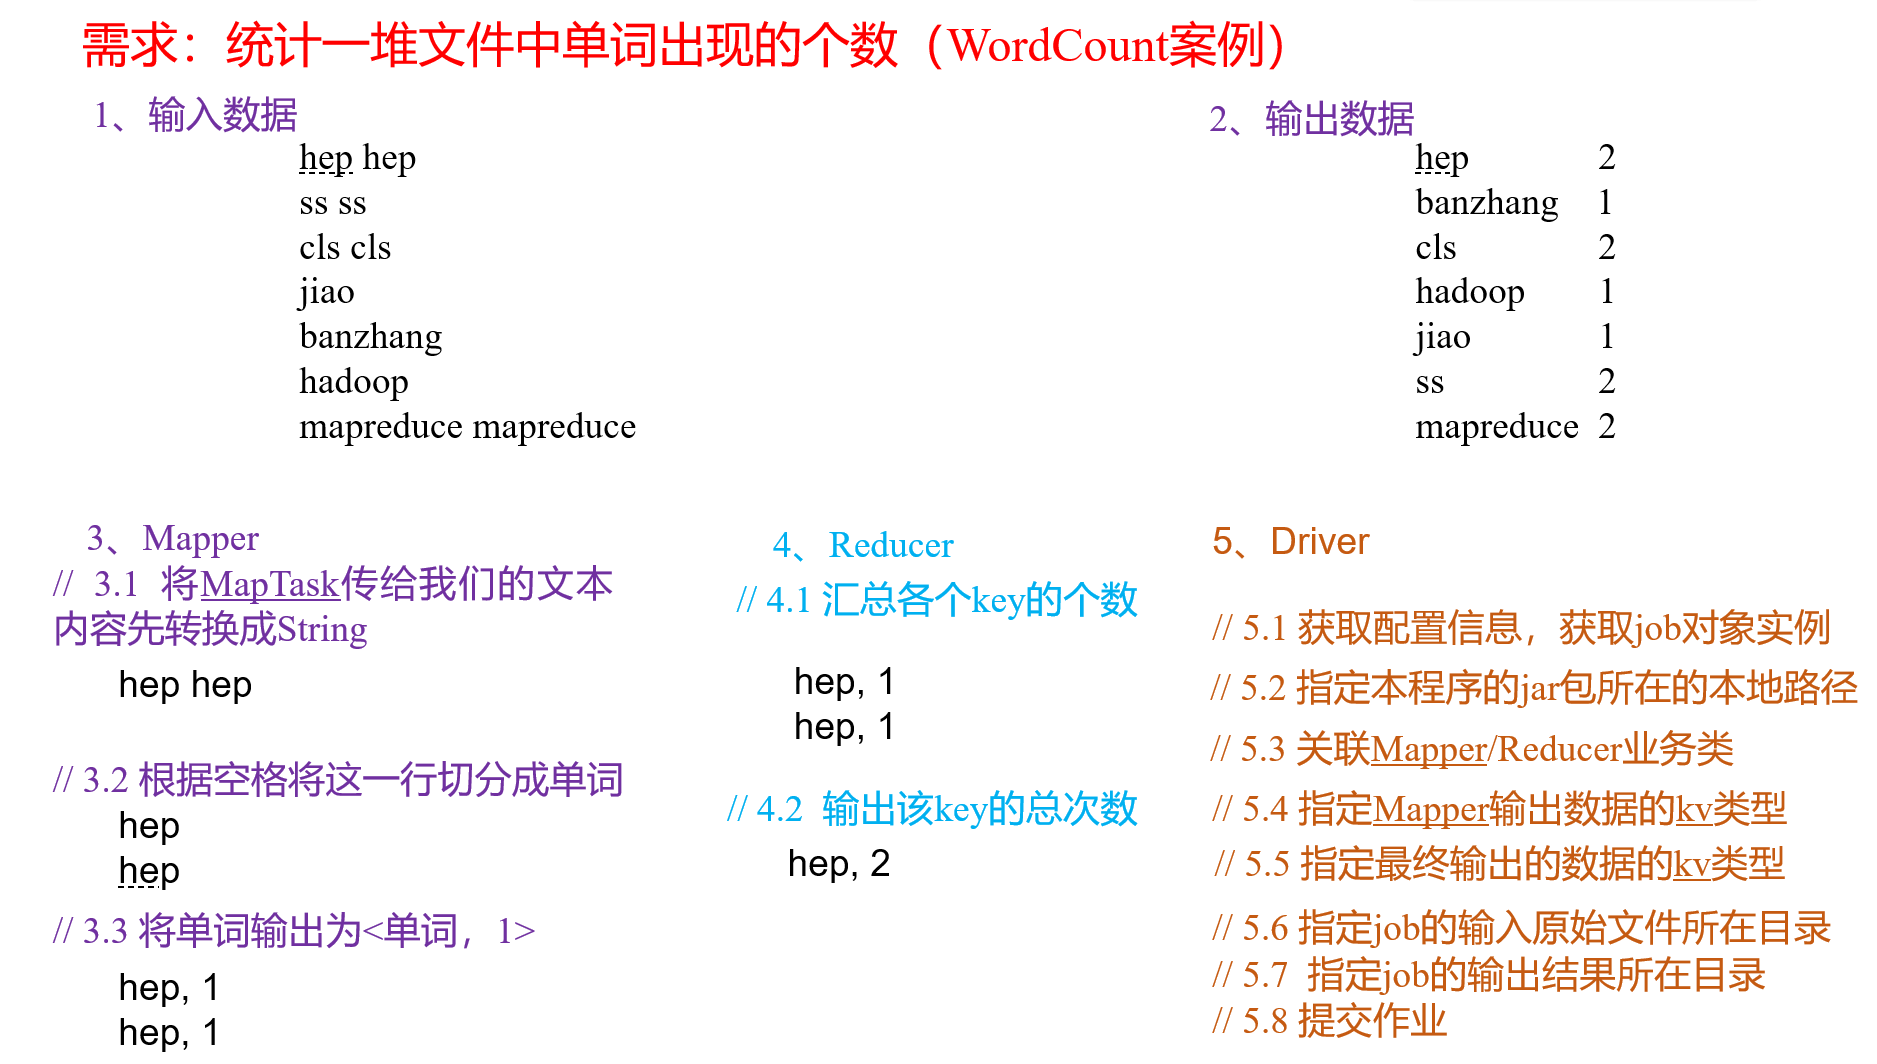 需求：统计一堆文件中单词出现的个数（WordCount案例）
1、输入数据
hep hep
ss ss
cls cls
jiao
banzhang
hadoop
mapreduce mapreduce
2、输出数据
hep 2
banzhang 1
cls 2
hadoop 1
jiao 1
ss 2
mapreduce 2
3、Mapper
// 3.1 将MapTask传给我们的文本
内容先转换成String
hep hep
// 3.2 根据空格将这一行切分成单词
hep
hep
// 3.3 将单词输出为<单词，1>
hep, 1
hep, 1
4、Reducer
// 4.1 汇总各个key的个数
hep, 1
hep, 1
// 4.2 输出该key的总次数
hep, 2
5、Driver
// 5.1 获取配置信息，获取job对象实例
// 5.2 指定本程序的jar包所在的本地路径
// 5.3 关联Mapper/Reducer业务类
// 5.4 指定Mapper输出数据的kv类型
// 5.5 指定最终输出的数据的kv类型
// 5.6 指定job的输入原始文件所在目录
// 5.7 指定job的输出结果所在目录
// 5.8 提交作业